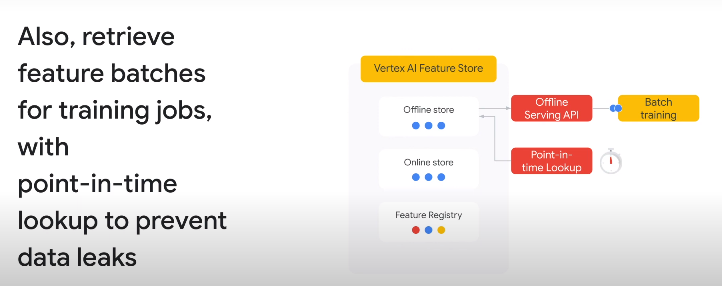 Also, retrieve
feature batches
for training jobs,
with
point-in-time
lookup to prevent
data leaks
Vertex AI Feature Store
Offline store
Online store
Feature Registry
Offline
Serving API
Batch
training
Point-in-
time Lookup